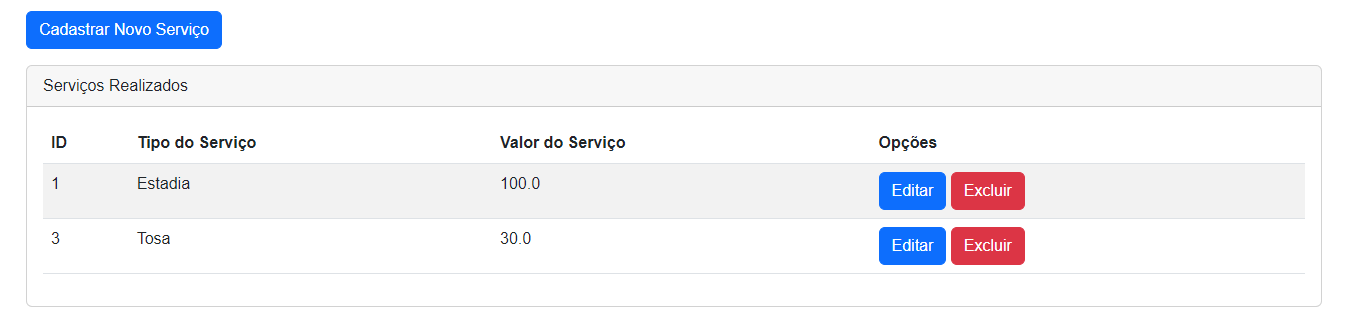 Cadastrar Novo Serviço
Serviços Realizados
ID Tipo do Serviço Valor do Serviço Opções
1 Estadia 100.0 Editar Excluir
3 Tosa 30.0 Editar Excluir